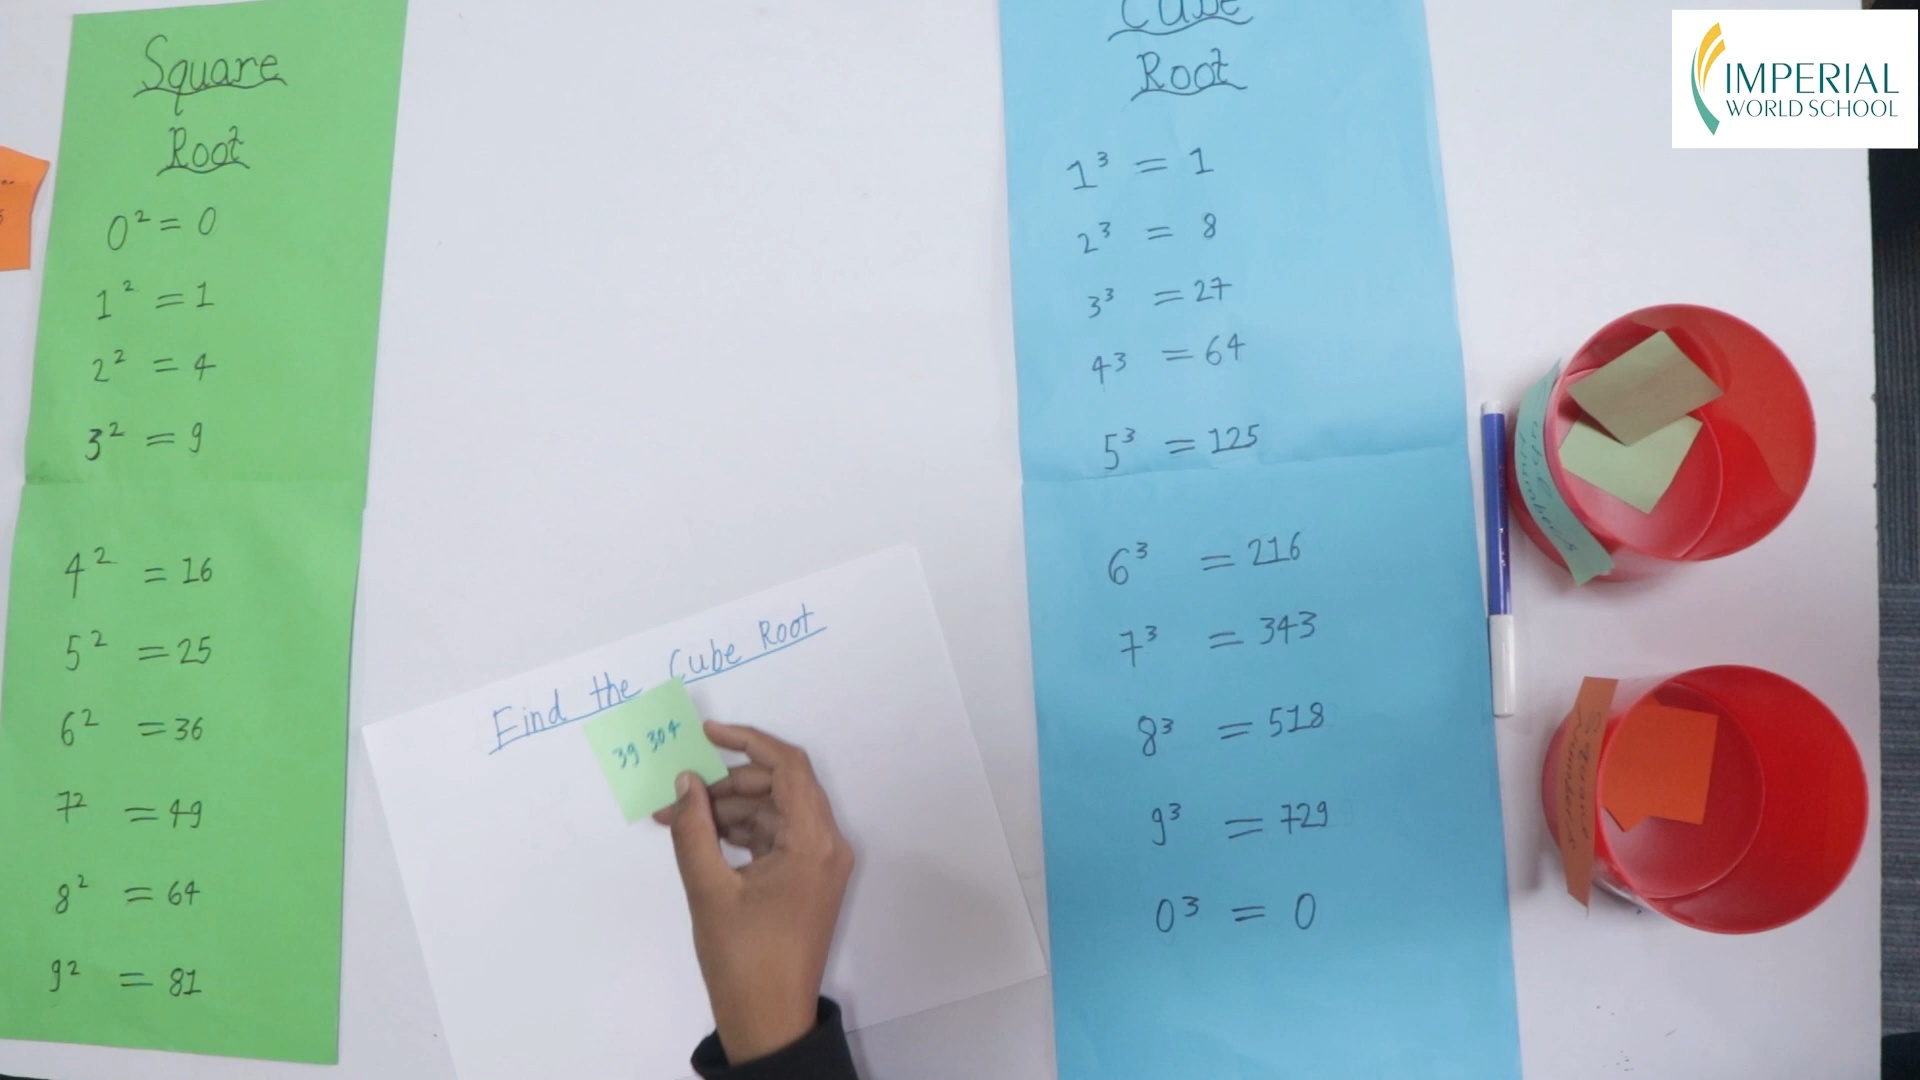 Square
Root
0² = 0
1² = 1
2² = 4
3² = 9
4² = 16
5² = 25
6² = 36
7² = 49
8² = 64
9² = 81
Find the Cube Root
39 304
Cube
Root
1³ = 1
2³ = 8
3³ = 27
4³ = 64
5³ = 125
6³ = 216
7³ = 343
8³ = 518
9³ = 729
0³ = 0
IMPERIAL
WORLD SCHOOL
Square
Numbers